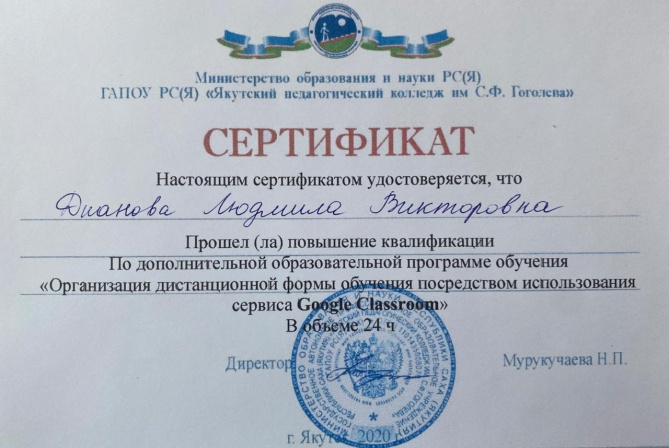 Министерство образования и науки РС(Я)
ГАПОУ РС(Я) «Якутский педагогический колледж им С.Ф. Гоголева»
СЕРТИФИКАТ
Настоящим сертификатом удостоверяется, что
Дианова Людмила Викторовна
Прошел (ла) повышение квалификации
По дополнительной образовательной программе обучения
«Организация дистанционной формы обучения посредством использования
сервиса Google Classroom»
В объеме 24 ч
Директор Мурукучаева Н.П.
г. Якутск 2020